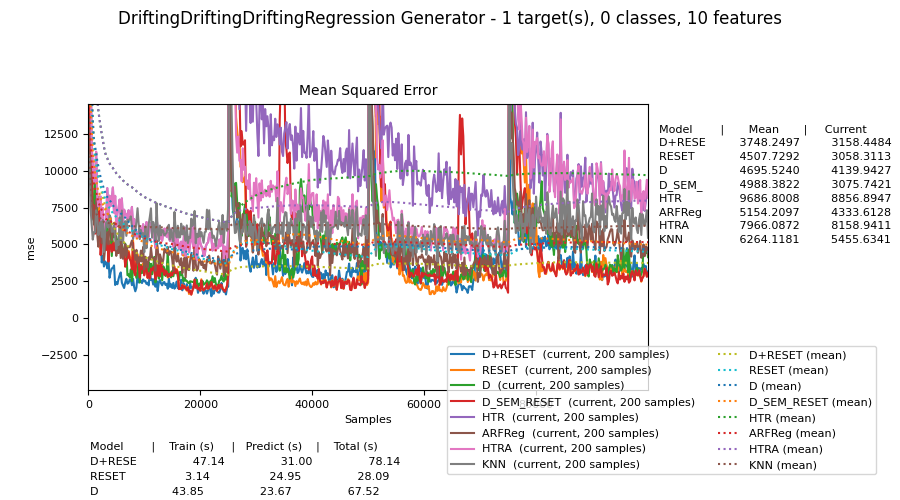 DriftingDriftingDriftingRegression Generator - 1 target(s), 0 classes, 10 features
Mean Squared Error
12500
10000
7500
5000
2500
0
−2500
mse
0 20000 40000 60000
Samples
Model | Mean | Current
D+RESE 3748.2497 3158.4484
RESET 4507.7292 3058.3113
D 4695.5240 4139.9427
D_SEM_ 4988.3822 3075.7421
HTR 9686.8008 8856.8947
ARFReg 5154.2097 4333.6128
HTRA 7966.0872 8158.9411
KNN 6264.1181 5455.6341
D+RESET (current, 200 samples)
RESET (current, 200 samples)
D (current, 200 samples)
D_SEM_RESET (current, 200 samples)
HTR (current, 200 samples)
ARFReg (current, 200 samples)
HTRA (current, 200 samples)
KNN (current, 200 samples)
D+RESET (mean)
RESET (mean)
D (mean)
D_SEM_RESET (mean)
HTR (mean)
ARFReg (mean)
HTRA (mean)
KNN (mean)
Model | Train (s) | Predict (s) | Total (s)
D+RESE 47.14 31.00 78.14
RESET 3.14 24.95 28.09
D 43.85 23.67 67.52